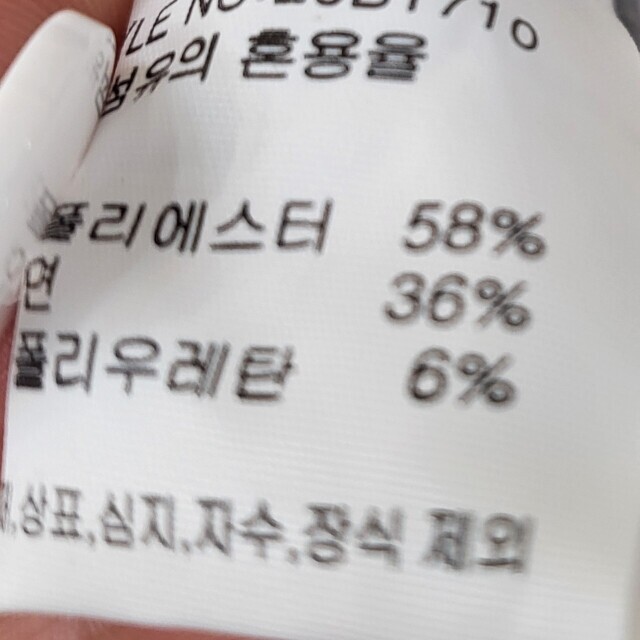 섬유의 혼용율
폴리에스터 58%
면 36%
폴리우레탄 6%
,상표,심지,자수,장식 제외